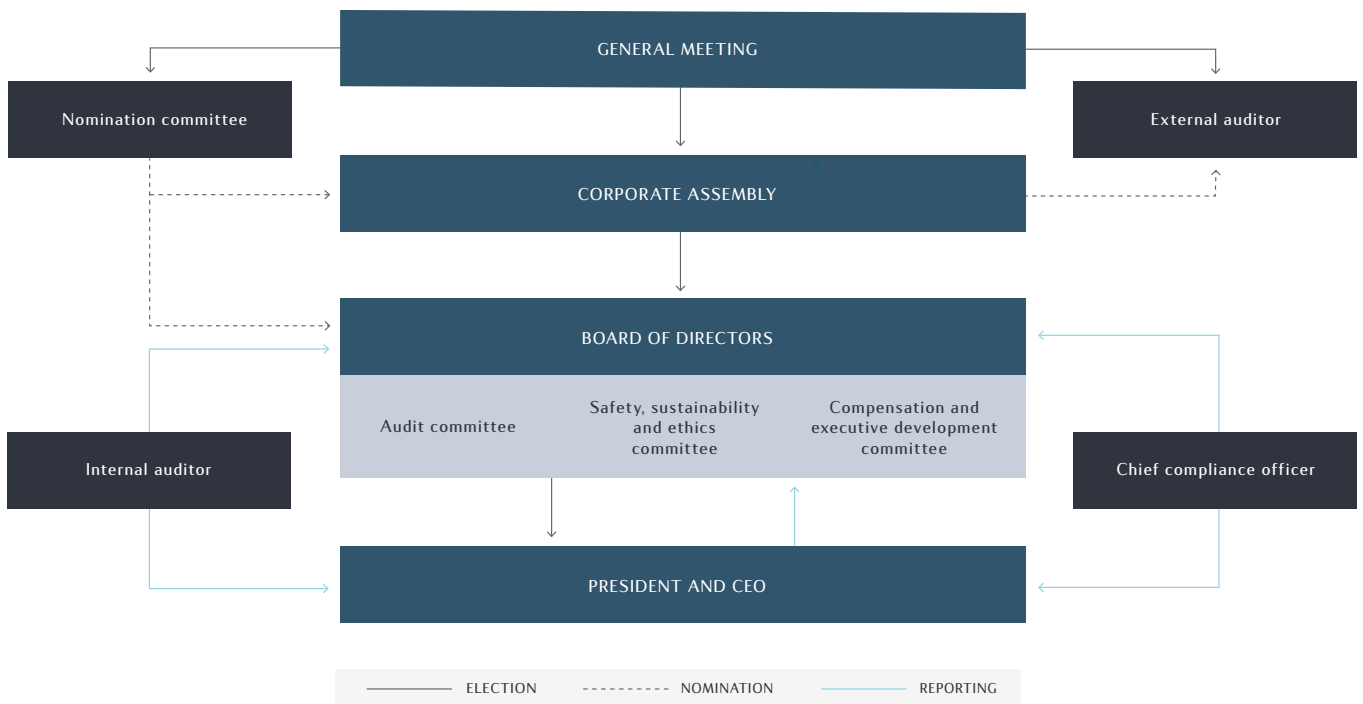 GENERAL MEETING
Nomination committee
External auditor
CORPORATE ASSEMBLY
BOARD OF DIRECTORS
Audit committee
Safety, sustainability
and ethics
committee
Compensation and
executive development
committee
Internal auditor
Chief compliance officer
PRESIDENT AND CEO
ELECTION
NOMINATION
REPORTING